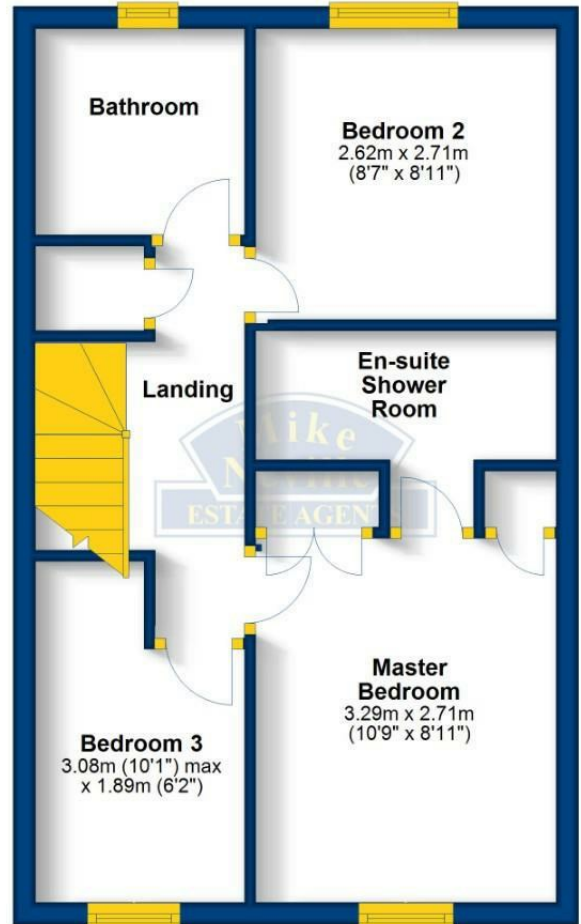 Bathroom
Bedroom 2
2.62m x 2.71m
(8'7" x 8'11")
En-suite
Shower
Room
Landing
Mike
Neville
ESTATE AGENTS
Master
Bedroom
3.29m x 2.71m
(10'9" x 8'11")
Bedroom 3
3.08m (10'1") max
x 1.89m (6'2")